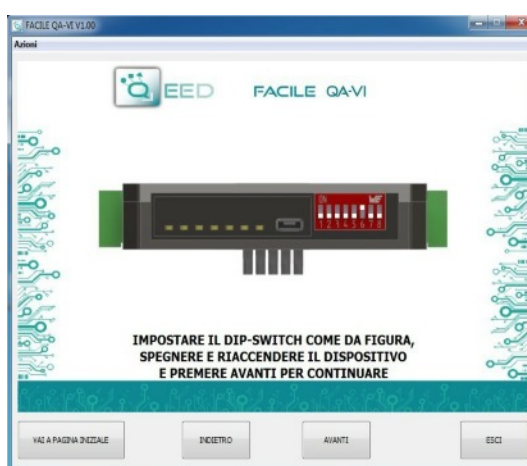 FACILE QA-VI V1.00
Azioni
QEED FACILE QA-VI
1 2 3 4 5 6 7 8
IMPOSTARE IL DIP-SWITCH COME DA FIGURA,
SPEGNERE E RIACCENDERE IL DISPOSITIVO
E PREMERE AVANTI PER CONTINUARE
VAI A PAGINA INIZIALE INDIETRO AVANTI ESCI